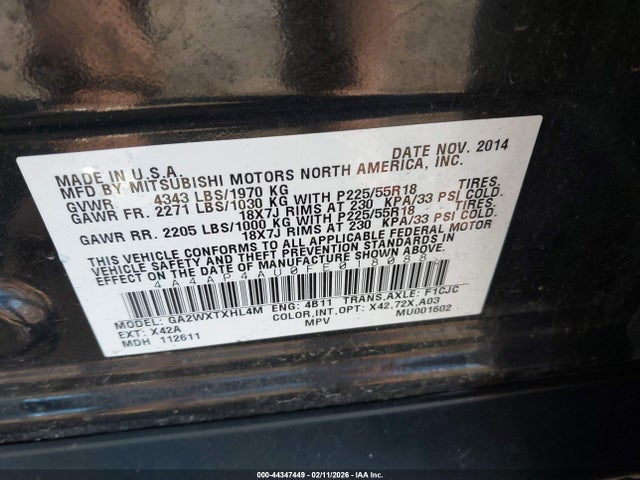 MADE IN U.S.A. DATE NOV. 2014
MFD BY MITSUBISHI MOTORS NORTH AMERICA, INC.
GVWR 4343 LBS/1970 KG
GAWR FR. 2271 LBS/1030 KG WITH P225/55R18 TIRES
18X7J RIMS AT 230 KPA/33 PSI COLD.
GAWR RR. 2205 LBS/1000 KG WITH P225/55R18 TIRES
18X7J RIMS AT 230 KPA/33 PSI COLD.
THIS VEHICLE CONFORMS TO ALL APPLICABLE FEDERAL MOTOR
VEHICLE SAFETY AND THEFT PREVENTION STANDARDS IN
EFFECT ON THE DATE OF MANUFACTURE SHOWN ABOVE.
MODEL: GA2WXTXHL4M ENG: 4B11 TRANS,AXLE: F1CJC
EXT: X42A COLOR,INT,OPT: X42,72X,A03
MDH 112611 MPV MU001602
000-44347449 - 02/11/2026 - IAA Inc.